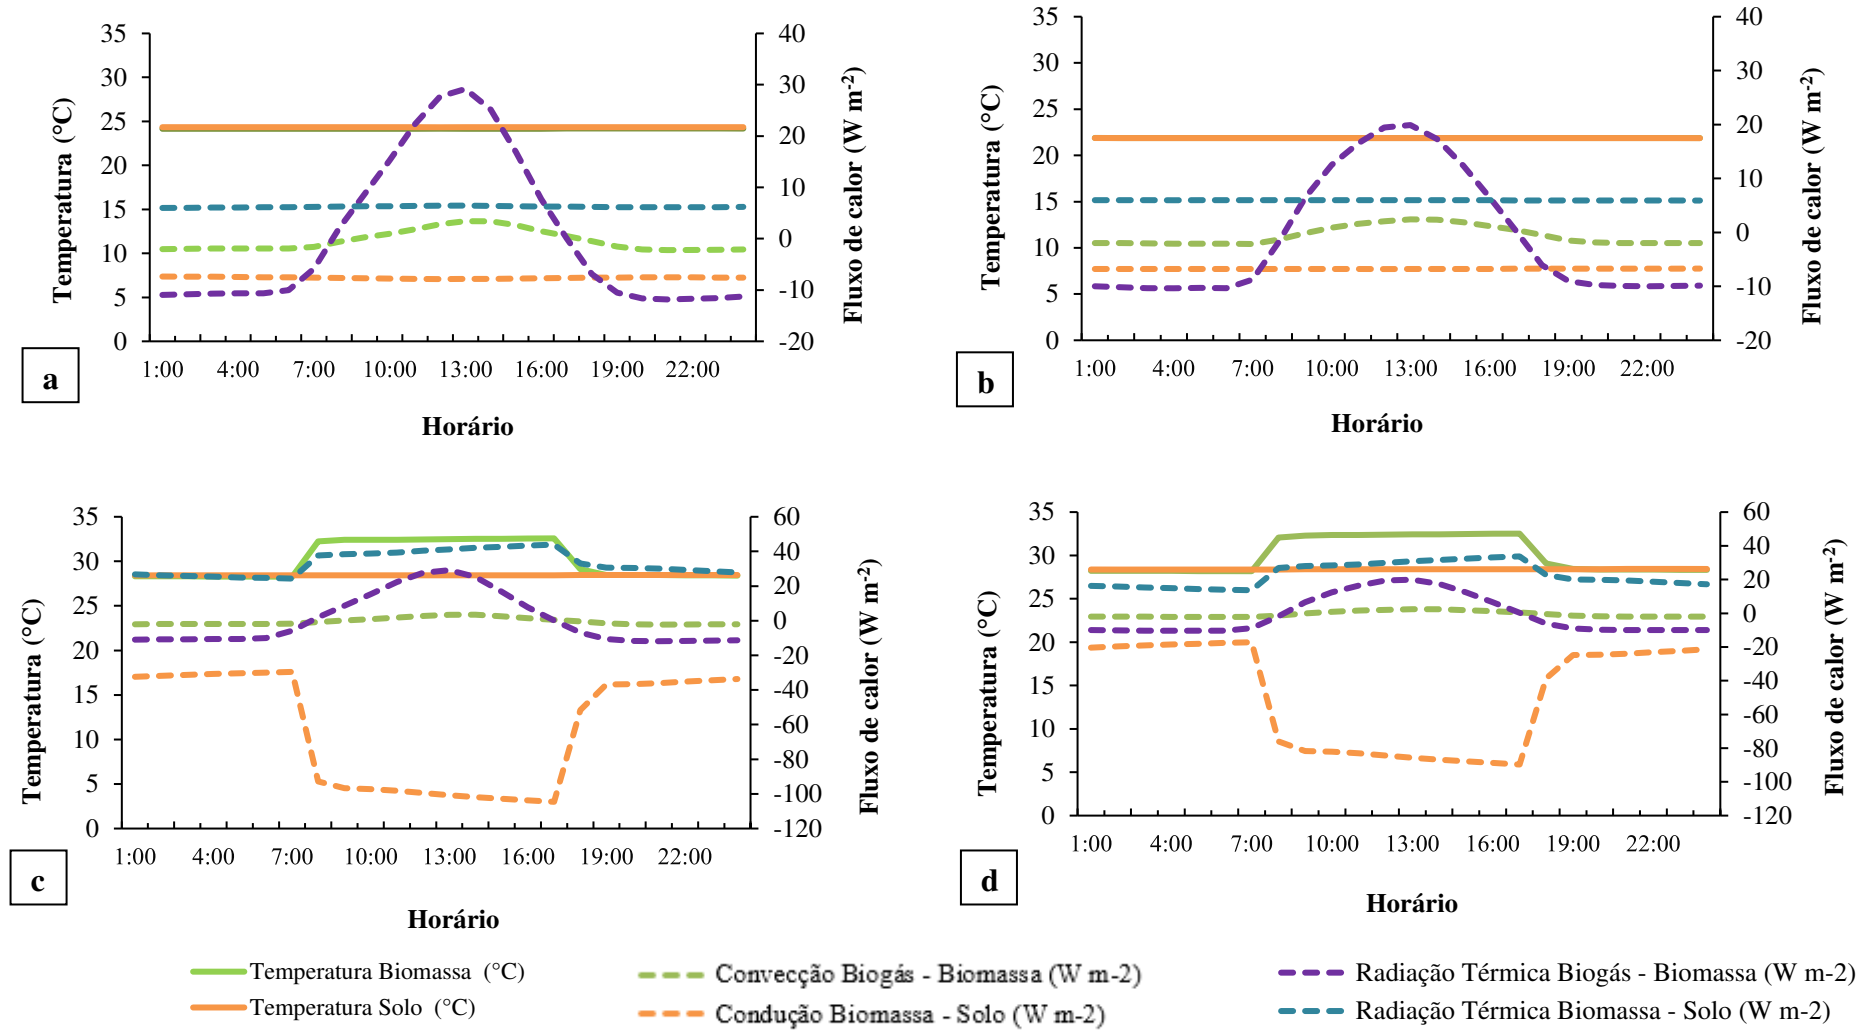 35
30
25
20
15
10
5
0
Temperatura (°C)
40
30
20
10
0
-10
-20
Fluxo de calor (W m-2)
1:00 4:00 7:00 10:00 13:00 16:00 19:00 22:00
Horário
a
35
30
25
20
15
10
5
0
Temperatura (°C)
40
30
20
10
0
-10
-20
Fluxo de calor (W m-2)
1:00 4:00 7:00 10:00 13:00 16:00 19:00 22:00
Horário
b
35
30
25
20
15
10
5
0
Temperatura (°C)
60
40
20
0
-20
-40
-60
-80
-100
-120
Fluxo de calor (W m-2)
1:00 4:00 7:00 10:00 13:00 16:00 19:00 22:00
Horário
c
35
30
25
20
15
10
5
0
Temperatura (°C)
60
40
20
0
-20
-40
-60
-80
-100
-120
Fluxo de calor (W m-2)
1:00 4:00 7:00 10:00 13:00 16:00 19:00 22:00
Horário
d
Temperatura Biomassa (°C)
Temperatura Solo (°C)
Convecção Biogás - Biomassa (W m-2)
Condução Biomassa - Solo (W m-2)
Radiação Térmica Biogás - Biomassa (W m-2)
Radiação Térmica Biomassa - Solo (W m-2)